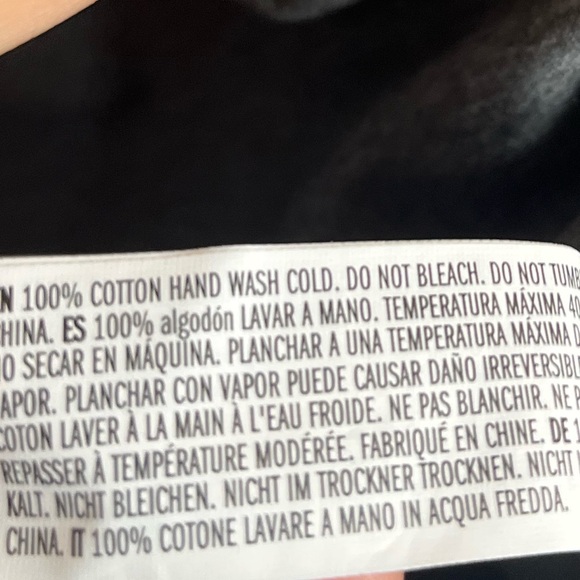 100% COTTON HAND WASH COLD. DO NOT BLEACH. DO NOT
ES 100% algodón LAVAR A MANO. TEMPERATURA MÁXIMA
SECAR EN MÁQUINA. PLANCHAR A UNA TEMPERATURA MÁXIMA
PLANCHAR CON VAPOR PUEDE CAUSAR DAÑO
LAVER À LA MAIN À L'EAU FROIDE. NE PAS BLANCHIR. NE
REPASSER À TEMPÉRATURE MODÉRÉE. FABRIQUÉ EN CHINE. DE
KALT. NICHT BLEICHEN. NICHT IM TROCKNER TROCKNEN. NICHT
CHINA. IT 100% COTONE LAVARE A MANO IN ACQUA FREDDA.